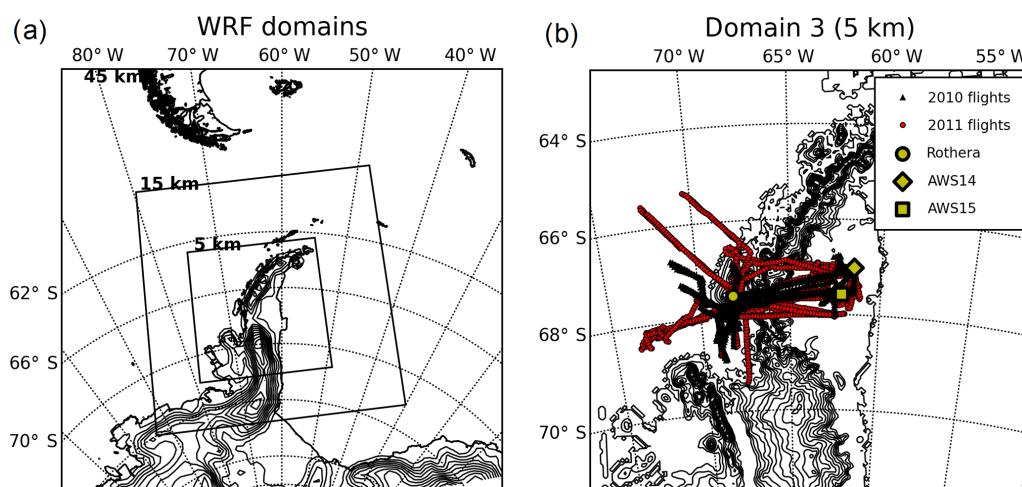 (a)
WRF domains
80° W 70° W 60° W 50° W 40° W
45 km
15 km
5 km
62° S
66° S
70° S
(b)
Domain 3 (5 km)
70° W 65° W 60° W 55° W
2010 flights
2011 flights
Rothera
AWS14
AWS15
64° S
66° S
68° S
70° S
0